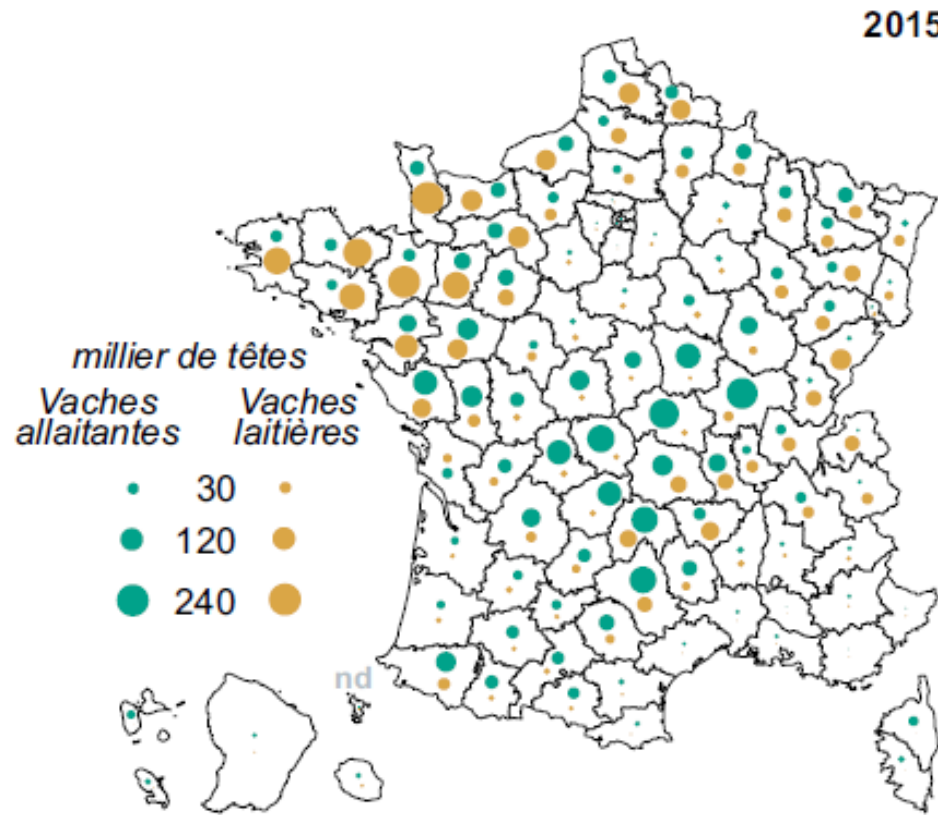 2015
millier de têtes
Vaches allaitantes
Vaches laitières
30
120
240
nd